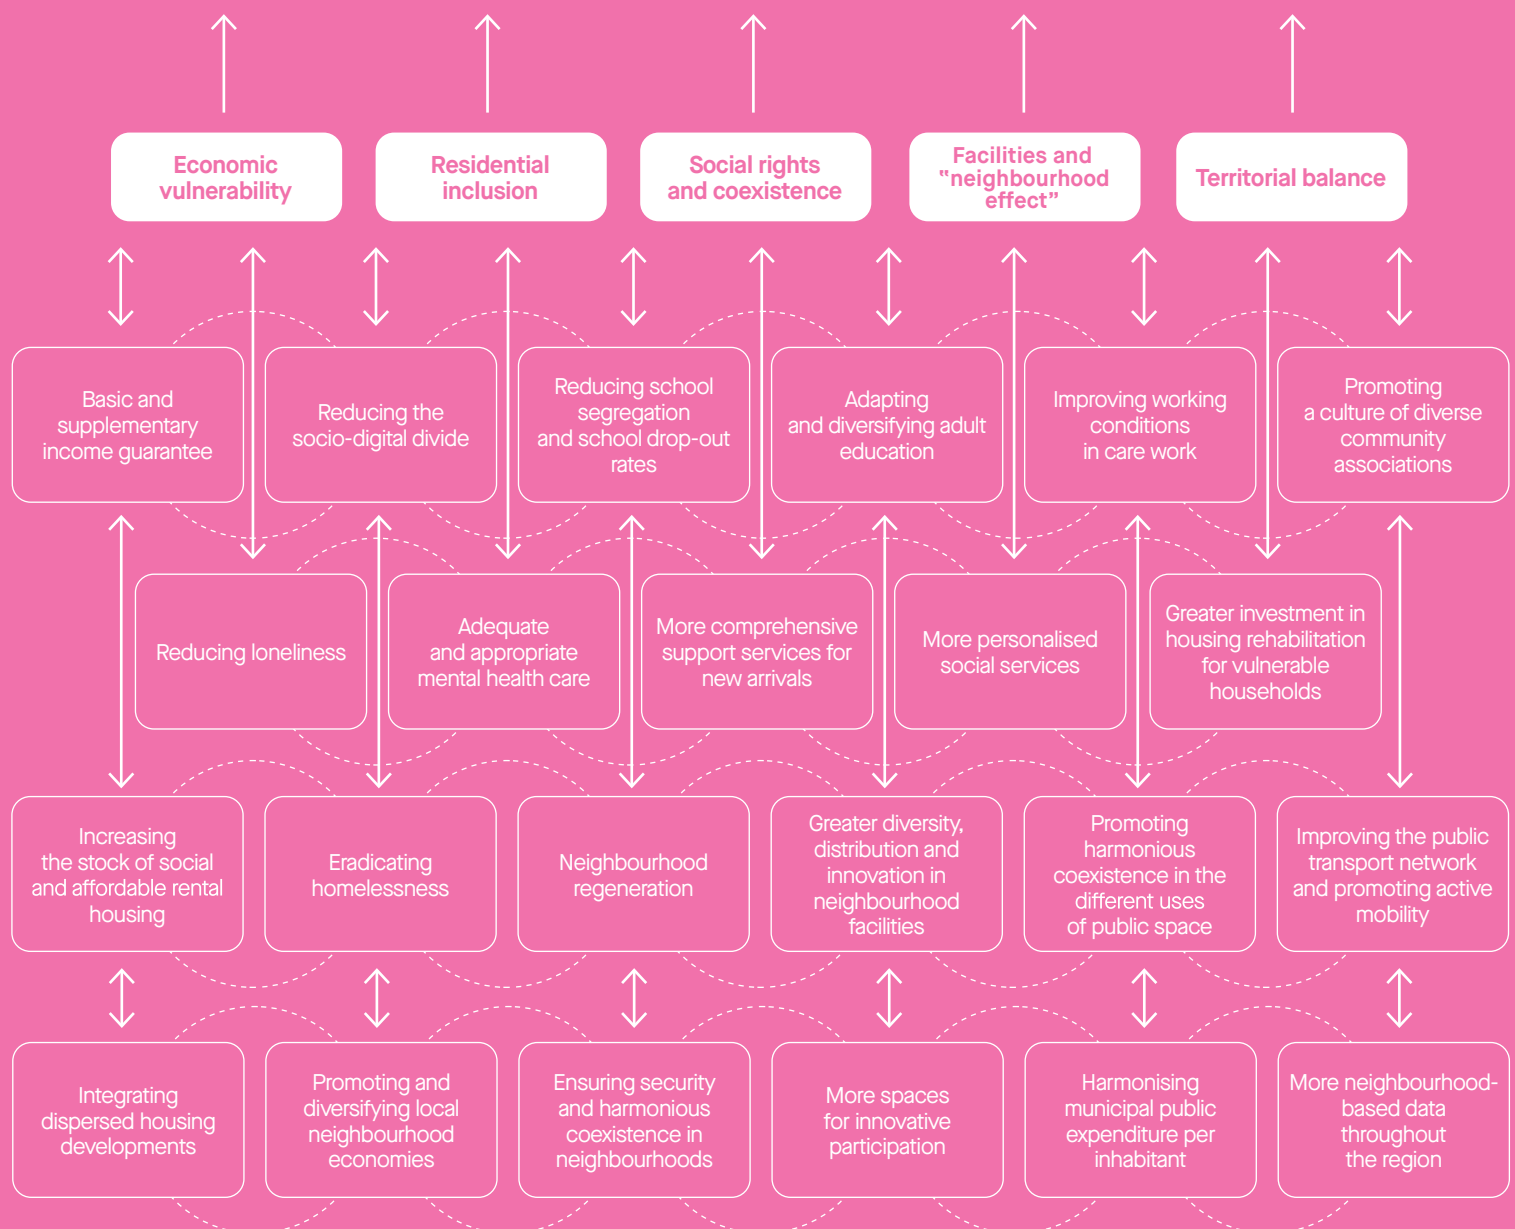 Economic
vulnerability
Residential
inclusion
Social rights
and coexistence
Facilities and
“neighbourhood
effect”
Territorial balance
Basic and
supplementary
income guarantee
Reducing the
socio-digital divide
Reducing school
segregation
and school drop-out
rates
Adapting
and diversifying adult
education
Improving working
conditions
in care work
Promoting
a culture of diverse
community
associations
Reducing loneliness
Adequate
and appropriate
mental health care
More comprehensive
support services for
new arrivals
More personalised
social services
Greater investment in
housing rehabilitation
for vulnerable
households
Increasing
the stock of social
and affordable rental
housing
Eradicating
homelessness
Neighbourhood
regeneration
Greater diversity,
distribution and
innovation in
neighbourhood
facilities
Promoting
harmonious
coexistence in the
different uses
of public space
Improving the public
transport network
and promoting active
mobility
Integrating
dispersed housing
developments
Promoting and
diversifying local
neighbourhood
economies
Ensuring security
and harmonious
coexistence in
neighbourhoods
More spaces
for innovative
participation
Harmonising
municipal public
expenditure per
inhabitant
More neighbourhood-
based data
throughout
the region